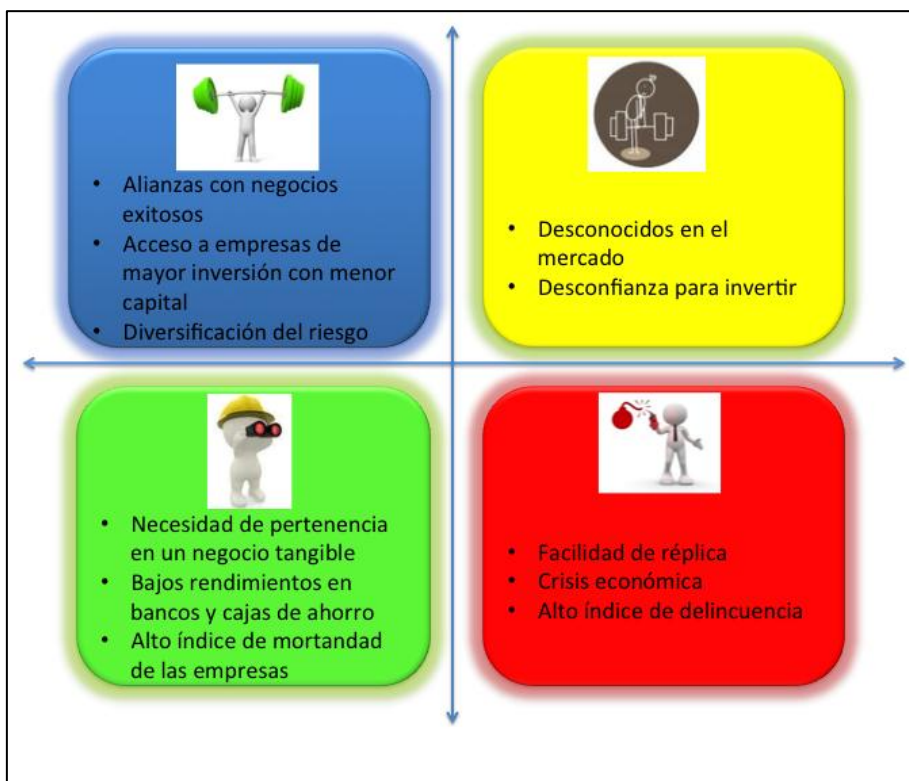 • Alianzas con negocios
exitosos
• Acceso a empresas de
mayor inversión con menor
capital
• Diversificación del riesgo
• Desconocidos en el
mercado
• Desconfianza para invertir
• Necesidad de pertenencia
en un negocio tangible
• Bajos rendimientos en
bancos y cajas de ahorro
• Alto índice de mortandad
de las empresas
• Facilidad de réplica
• Crisis económica
• Alto índice de delincuencia